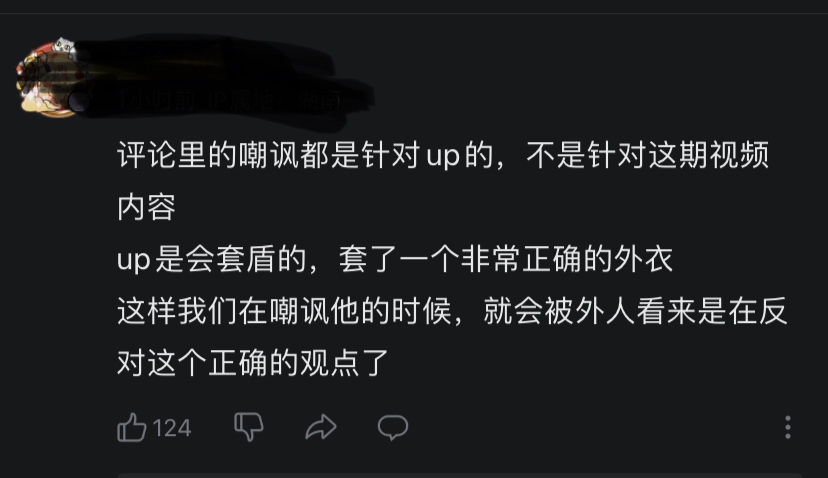 评论里的嘲讽都是针对up的，不是针对这期视频
内容
up是会套盾的，套了一个非常正确的外衣
这样我们在嘲讽他的时候，就会被外人看来是在反
对这个正确的观点了
124